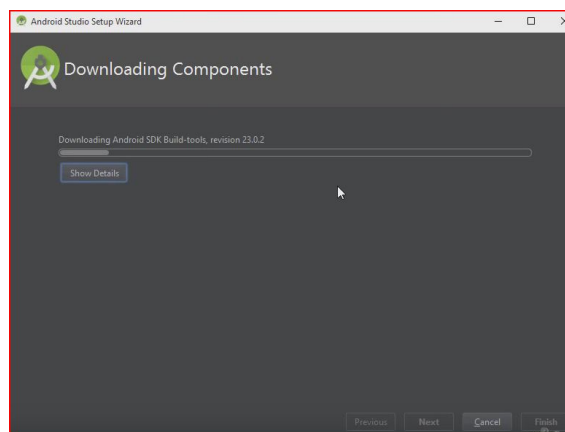 Android Studio Setup Wizard
Downloading Components
Downloading Android SDK Build-tools, revision 23.0.2
Show Details
Previous Next Cancel Finish